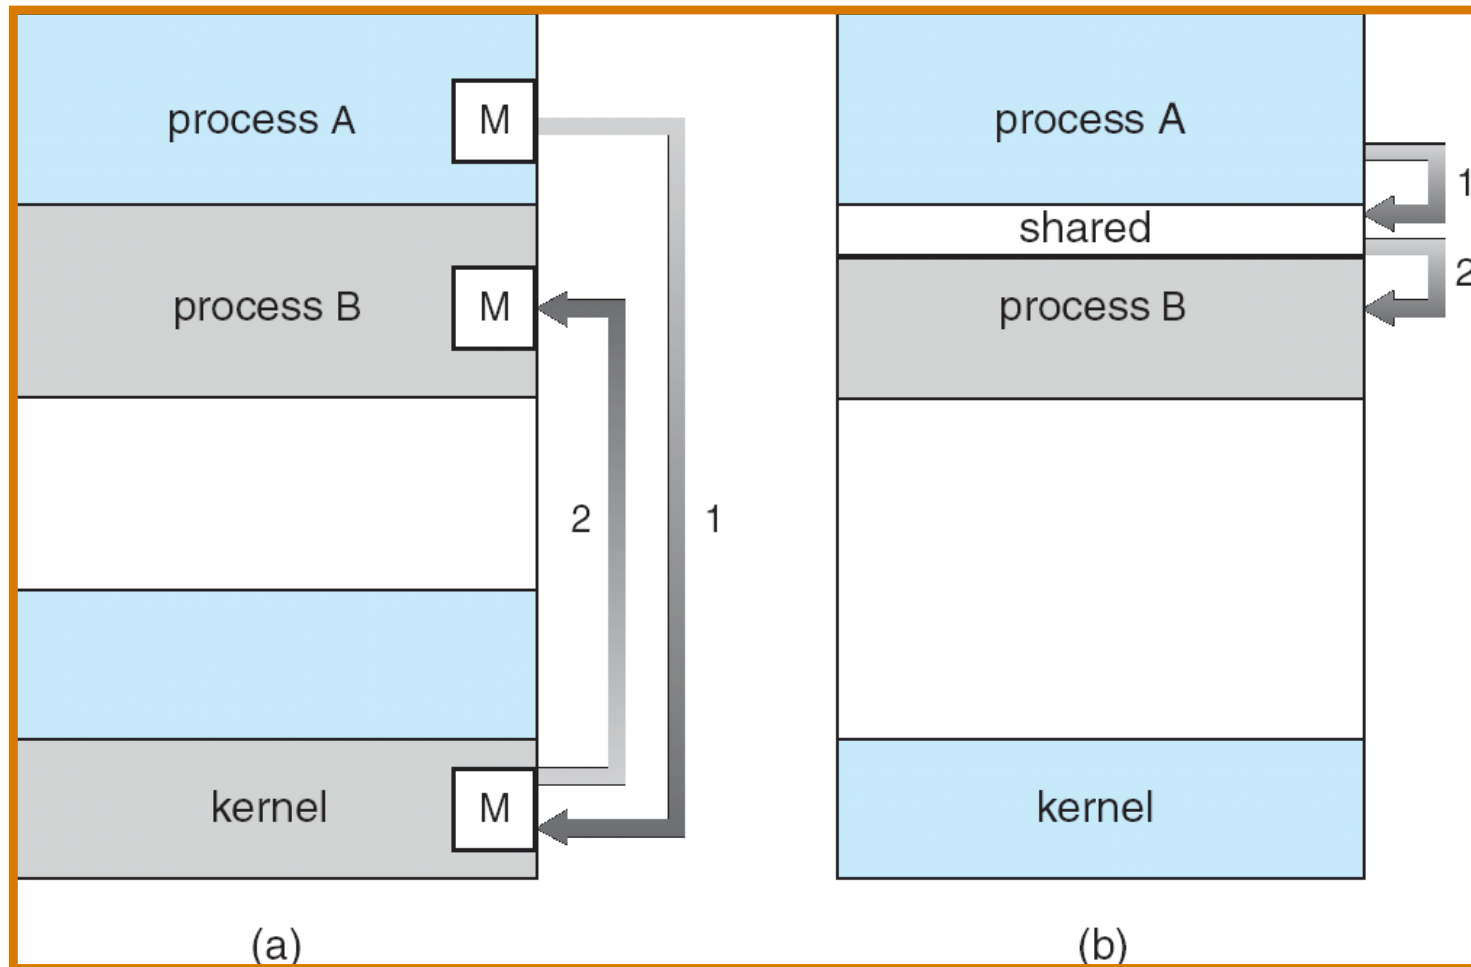 process A
M
process B
M
2
1
kernel
M
(a)
process A
1
shared
2
process B
kernel
(b)